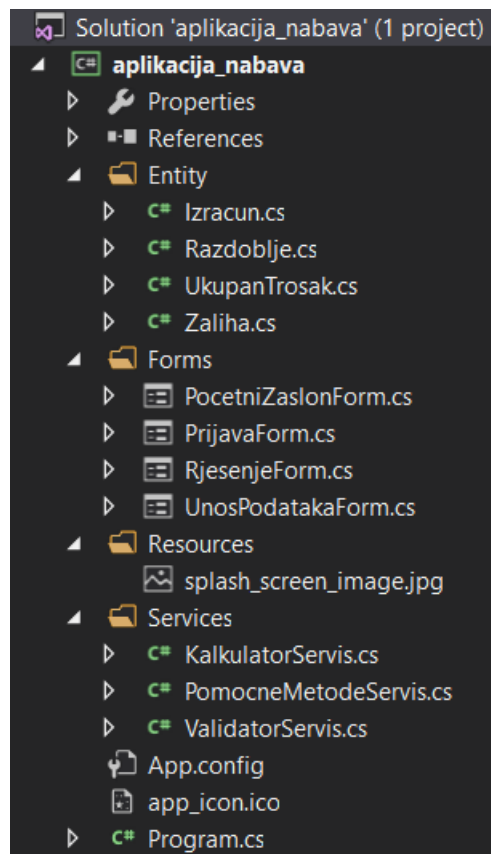 Solution 'aplikacija_nabava' (1 project)
C# aplikacija_nabava
Properties
References
Entity
C# Izracun.cs
C# Razdoblje.cs
C# UkupanTrosak.cs
C# Zaliha.cs
Forms
PocetniZaslonForm.cs
PrijavaForm.cs
RjesenjeForm.cs
UnosPodatakaForm.cs
Resources
splash_screen_image.jpg
Services
C# KalkulatorServis.cs
C# PomocneMetodeServis.cs
C# ValidatorServis.cs
App.config
app_icon.ico
C# Program.cs